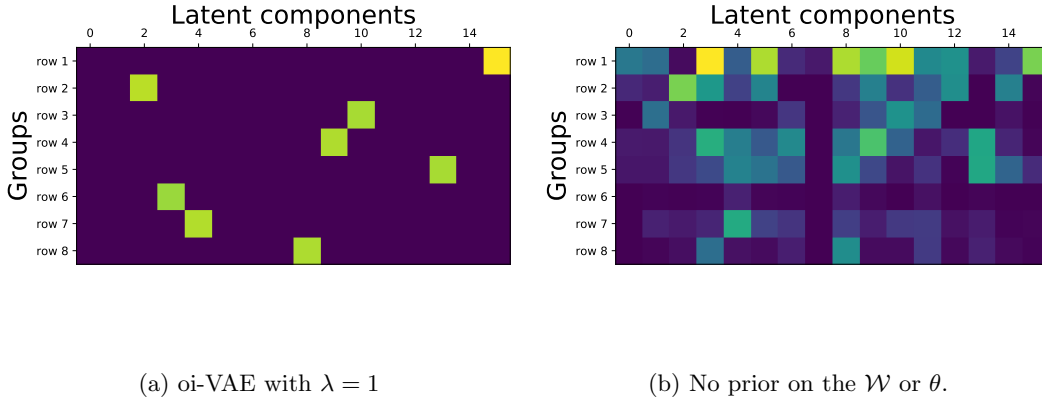 Latent components
0 2 4 6 8 10 12 14
Groups
row 1
row 2
row 3
row 4
row 5
row 6
row 7
row 8
(a) oi-VAE with λ = 1
Latent components
0 2 4 6 8 10 12 14
Groups
row 1
row 2
row 3
row 4
row 5
row 6
row 7
row 8
(b) No prior on the 𝒲 or θ.